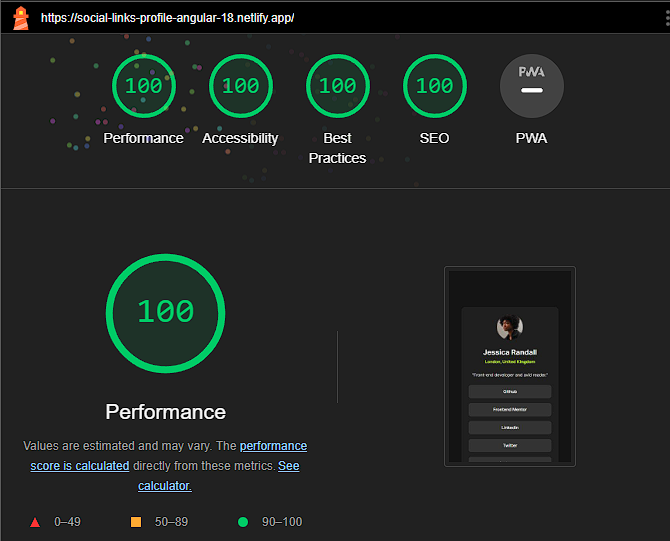 https://social-links-profile-angular-18.netlify.app/
100
100
100
100
PWA
Performance
Accessibility
Best
Practices
SEO
PWA
100
Performance
Values are estimated and may vary. The performance
score is calculated directly from these metrics. See
calculator.
0–49
50–89
90–100
Jessica Randall
London, United Kingdom
"Front-end developer and avid reader."
Github
Frontend Mentor
Linkedin
Twitter